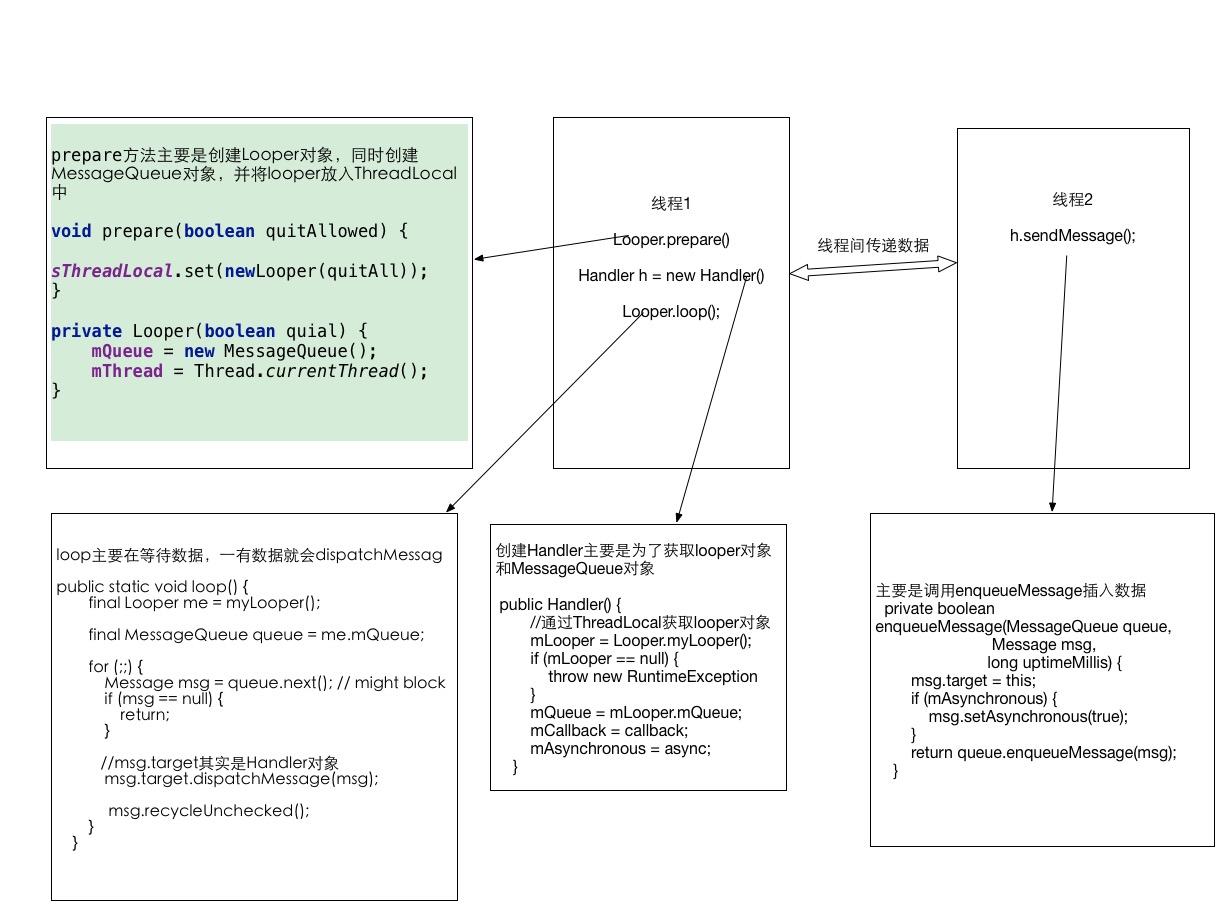 prepare方法主要是创建Looper对象，同时创建
MessageQueue对象，并将looper放入ThreadLocal
中
void prepare(boolean quitAllowed) {
sThreadLocal.set(newLooper(quitAll));
}
private Looper(boolean quial) {
mQueue = new MessageQueue();
mThread = Thread.currentThread();
}
线程1
Looper.prepare()
Handler h = new Handler()
Looper.loop();
线程间传递数据
线程2
h.sendMessage();
loop主要在等待数据，一有数据就会dispatchMessag
public static void loop() {
final Looper me = myLooper();
final MessageQueue queue = me.mQueue;
for (;;) {
Message msg = queue.next(); // might block
if (msg == null) {
return;
}
//msg.target其实是Handler对象
msg.target.dispatchMessage(msg);
msg.recycleUnchecked();
}
}
创建Handler主要是为了获取looper对象
和MessageQueue对象
public Handler() {
//通过ThreadLocal获取looper对象
mLooper = Looper.myLooper();
if (mLooper == null) {
throw new RuntimeException
}
mQueue = mLooper.mQueue;
mCallback = callback;
mAsynchronous = async;
}
主要是调用enqueueMessage插入数据
private boolean
enqueueMessage(MessageQueue queue,
Message msg,
long uptimeMillis) {
msg.target = this;
if (mAsynchronous) {
msg.setAsynchronous(true);
}
return queue.enqueueMessage(msg);
}